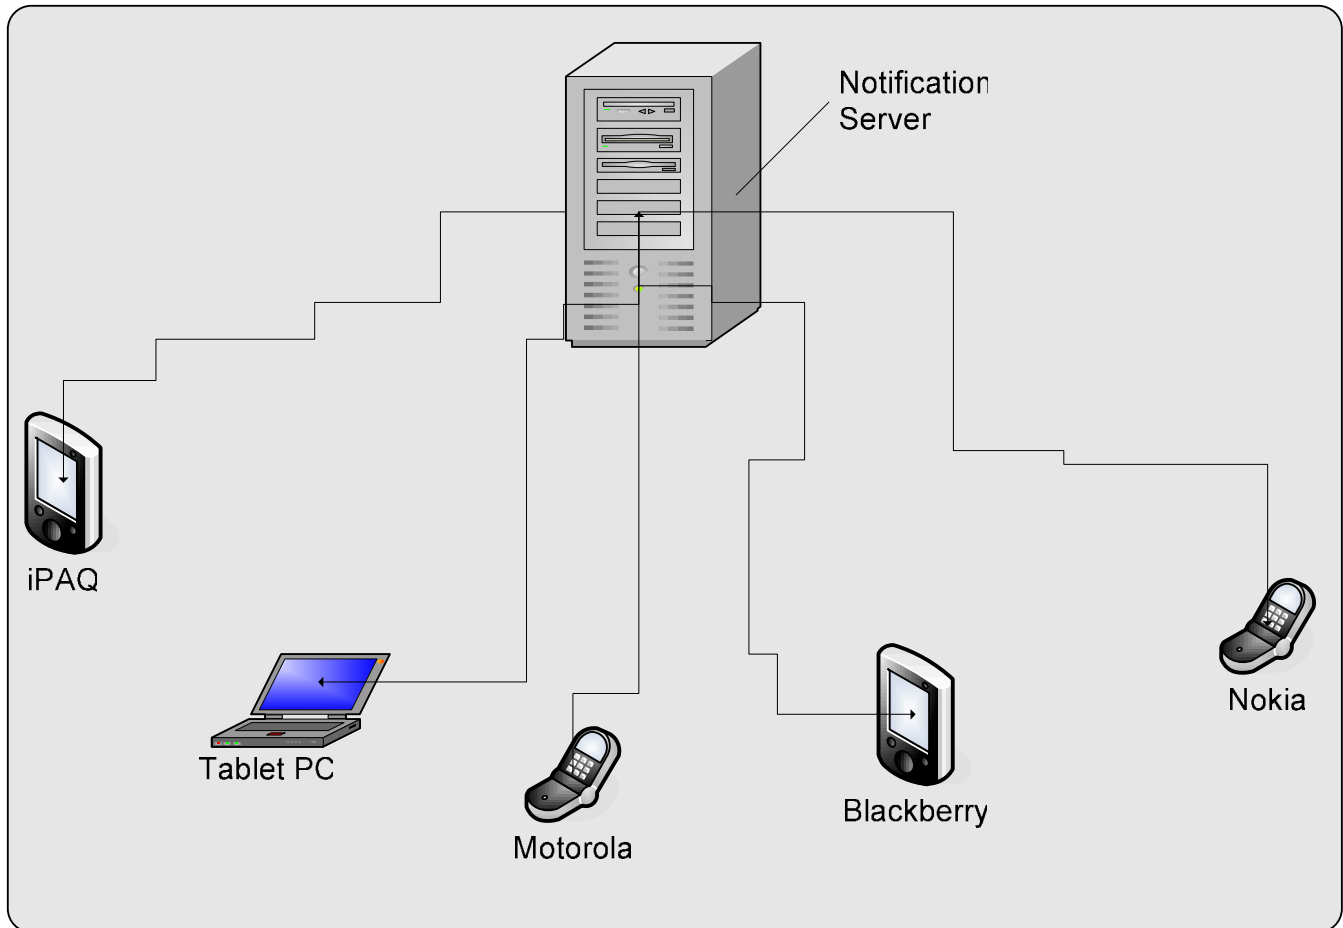 Notification
Server
iPAQ
Nokia
Tablet PC
Blackberry
Motorola